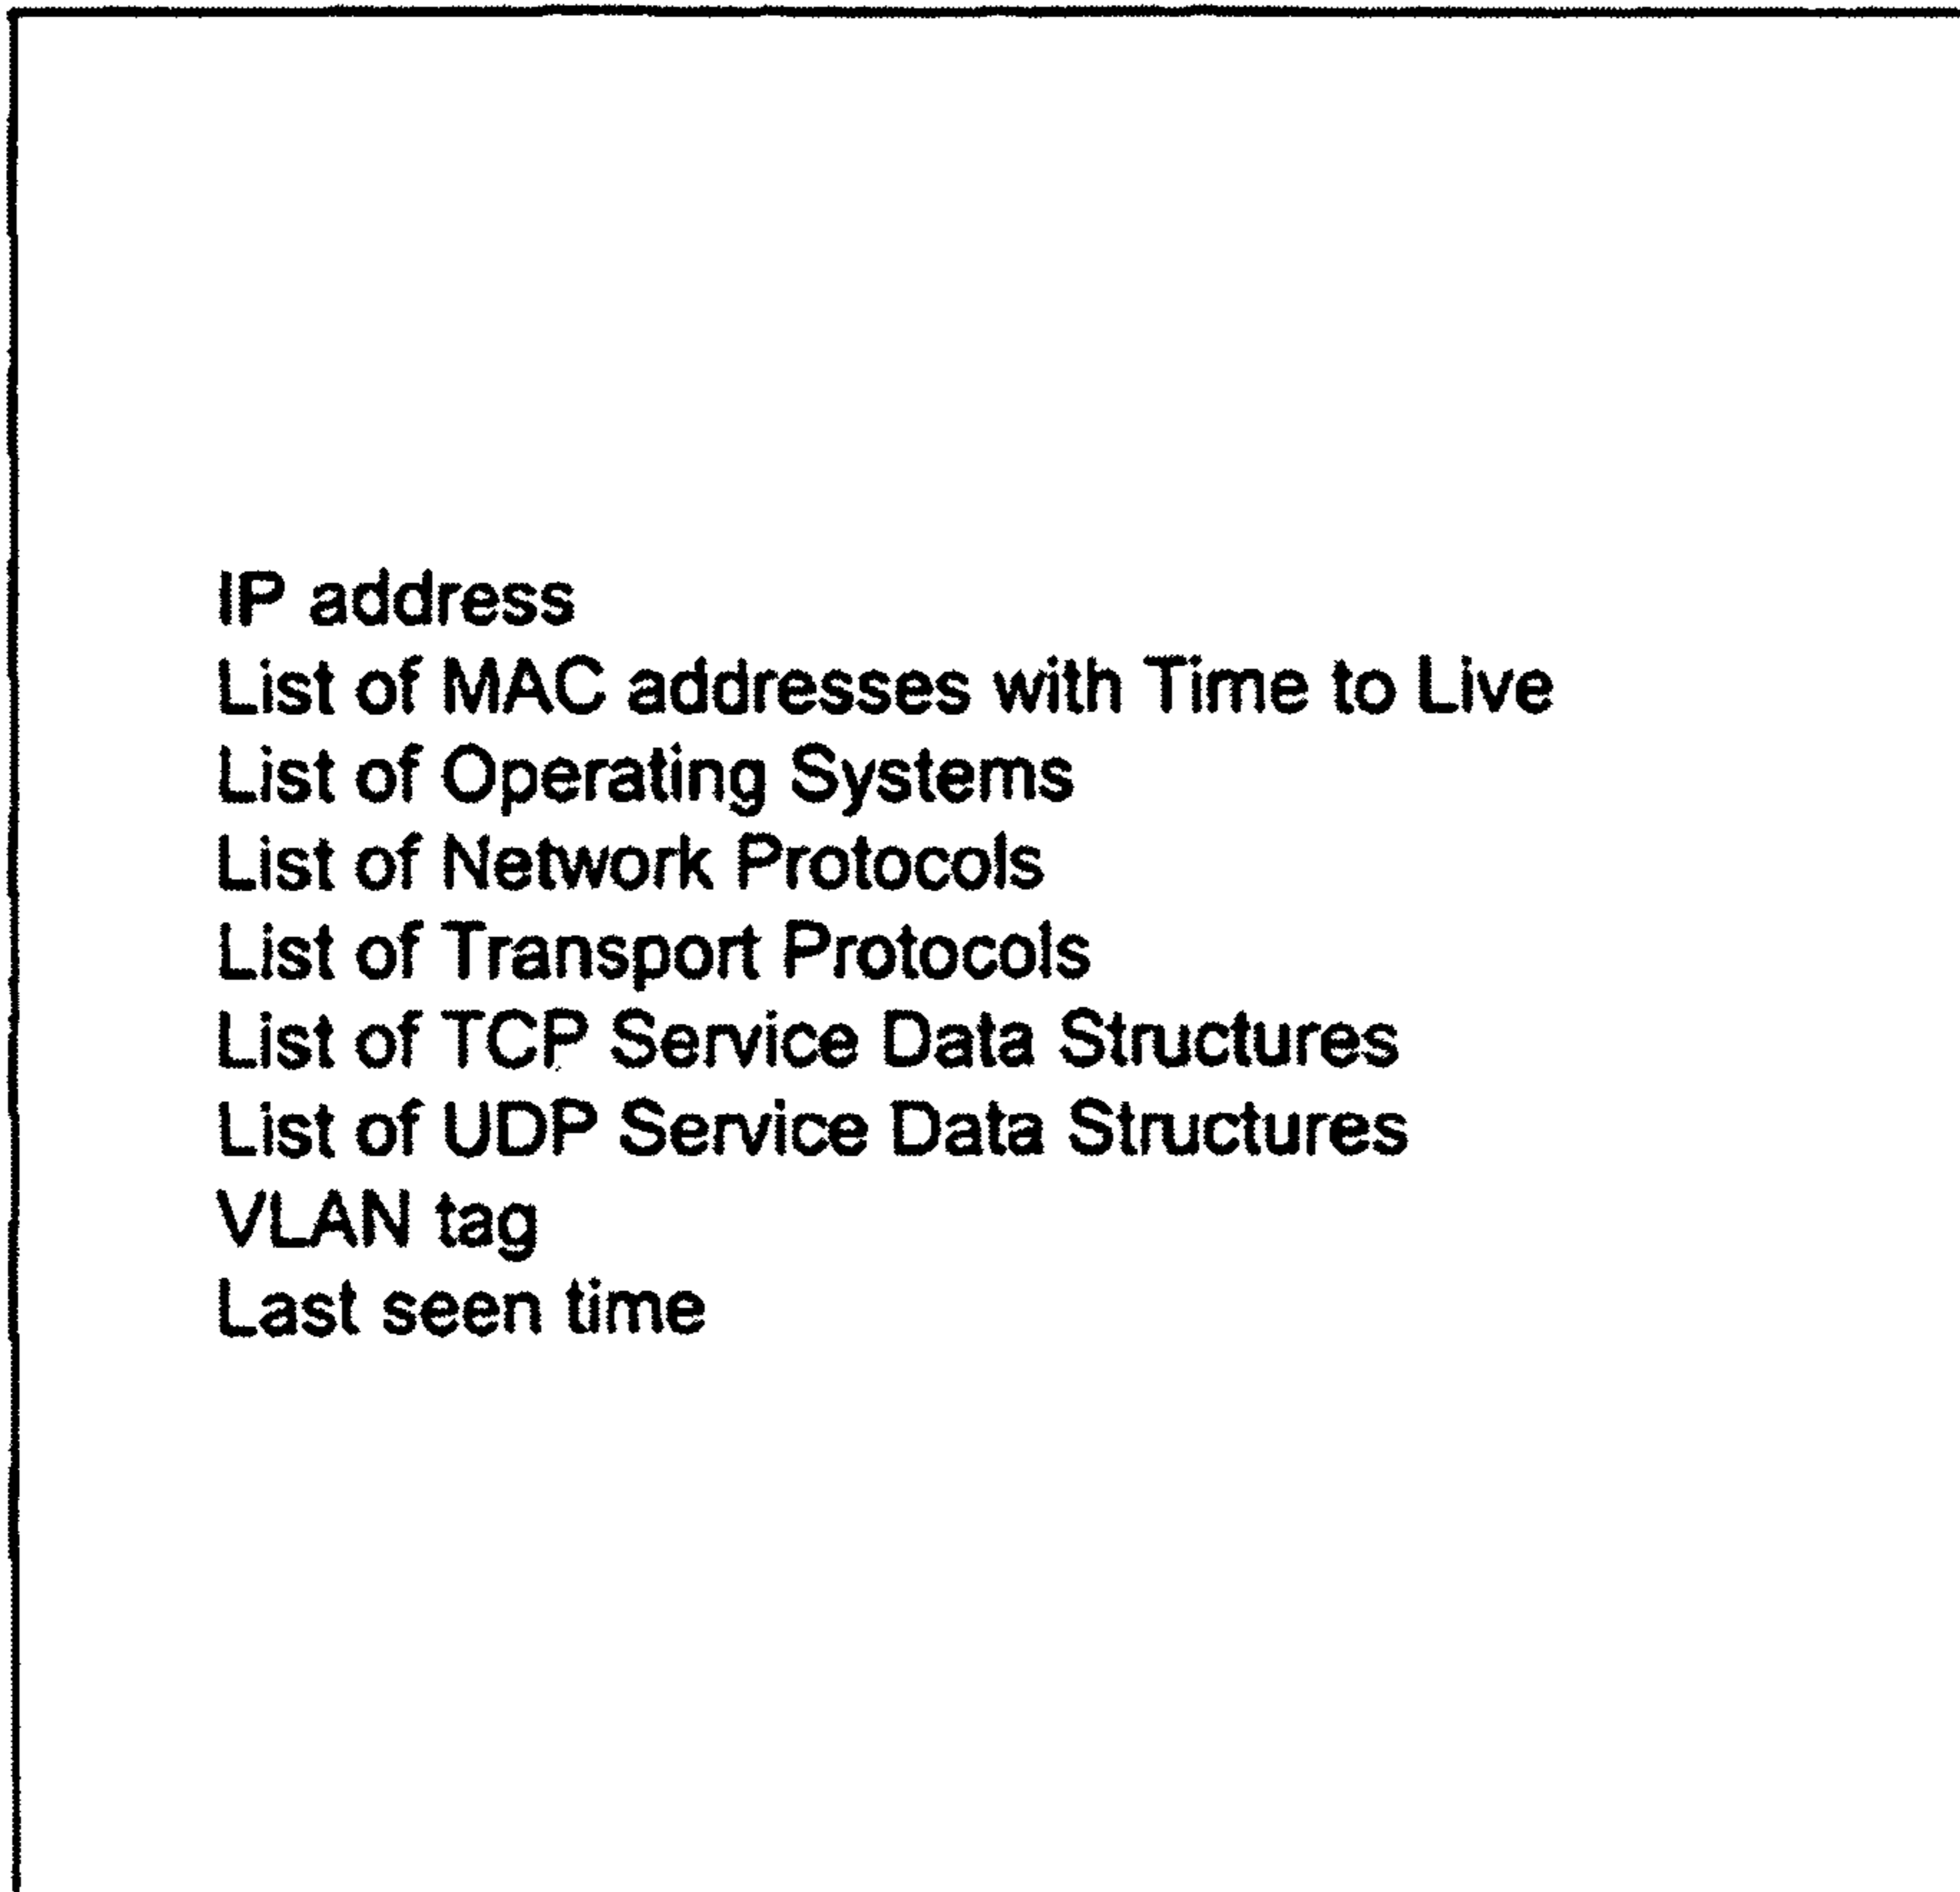 IP address
List of MAC addresses with Time to Live
List of Operating Systems
List of Network Protocols
List of Transport Protocols
List of TCP Service Data Structures
List of UDP Service Data Structures
VLAN tag
Last seen time